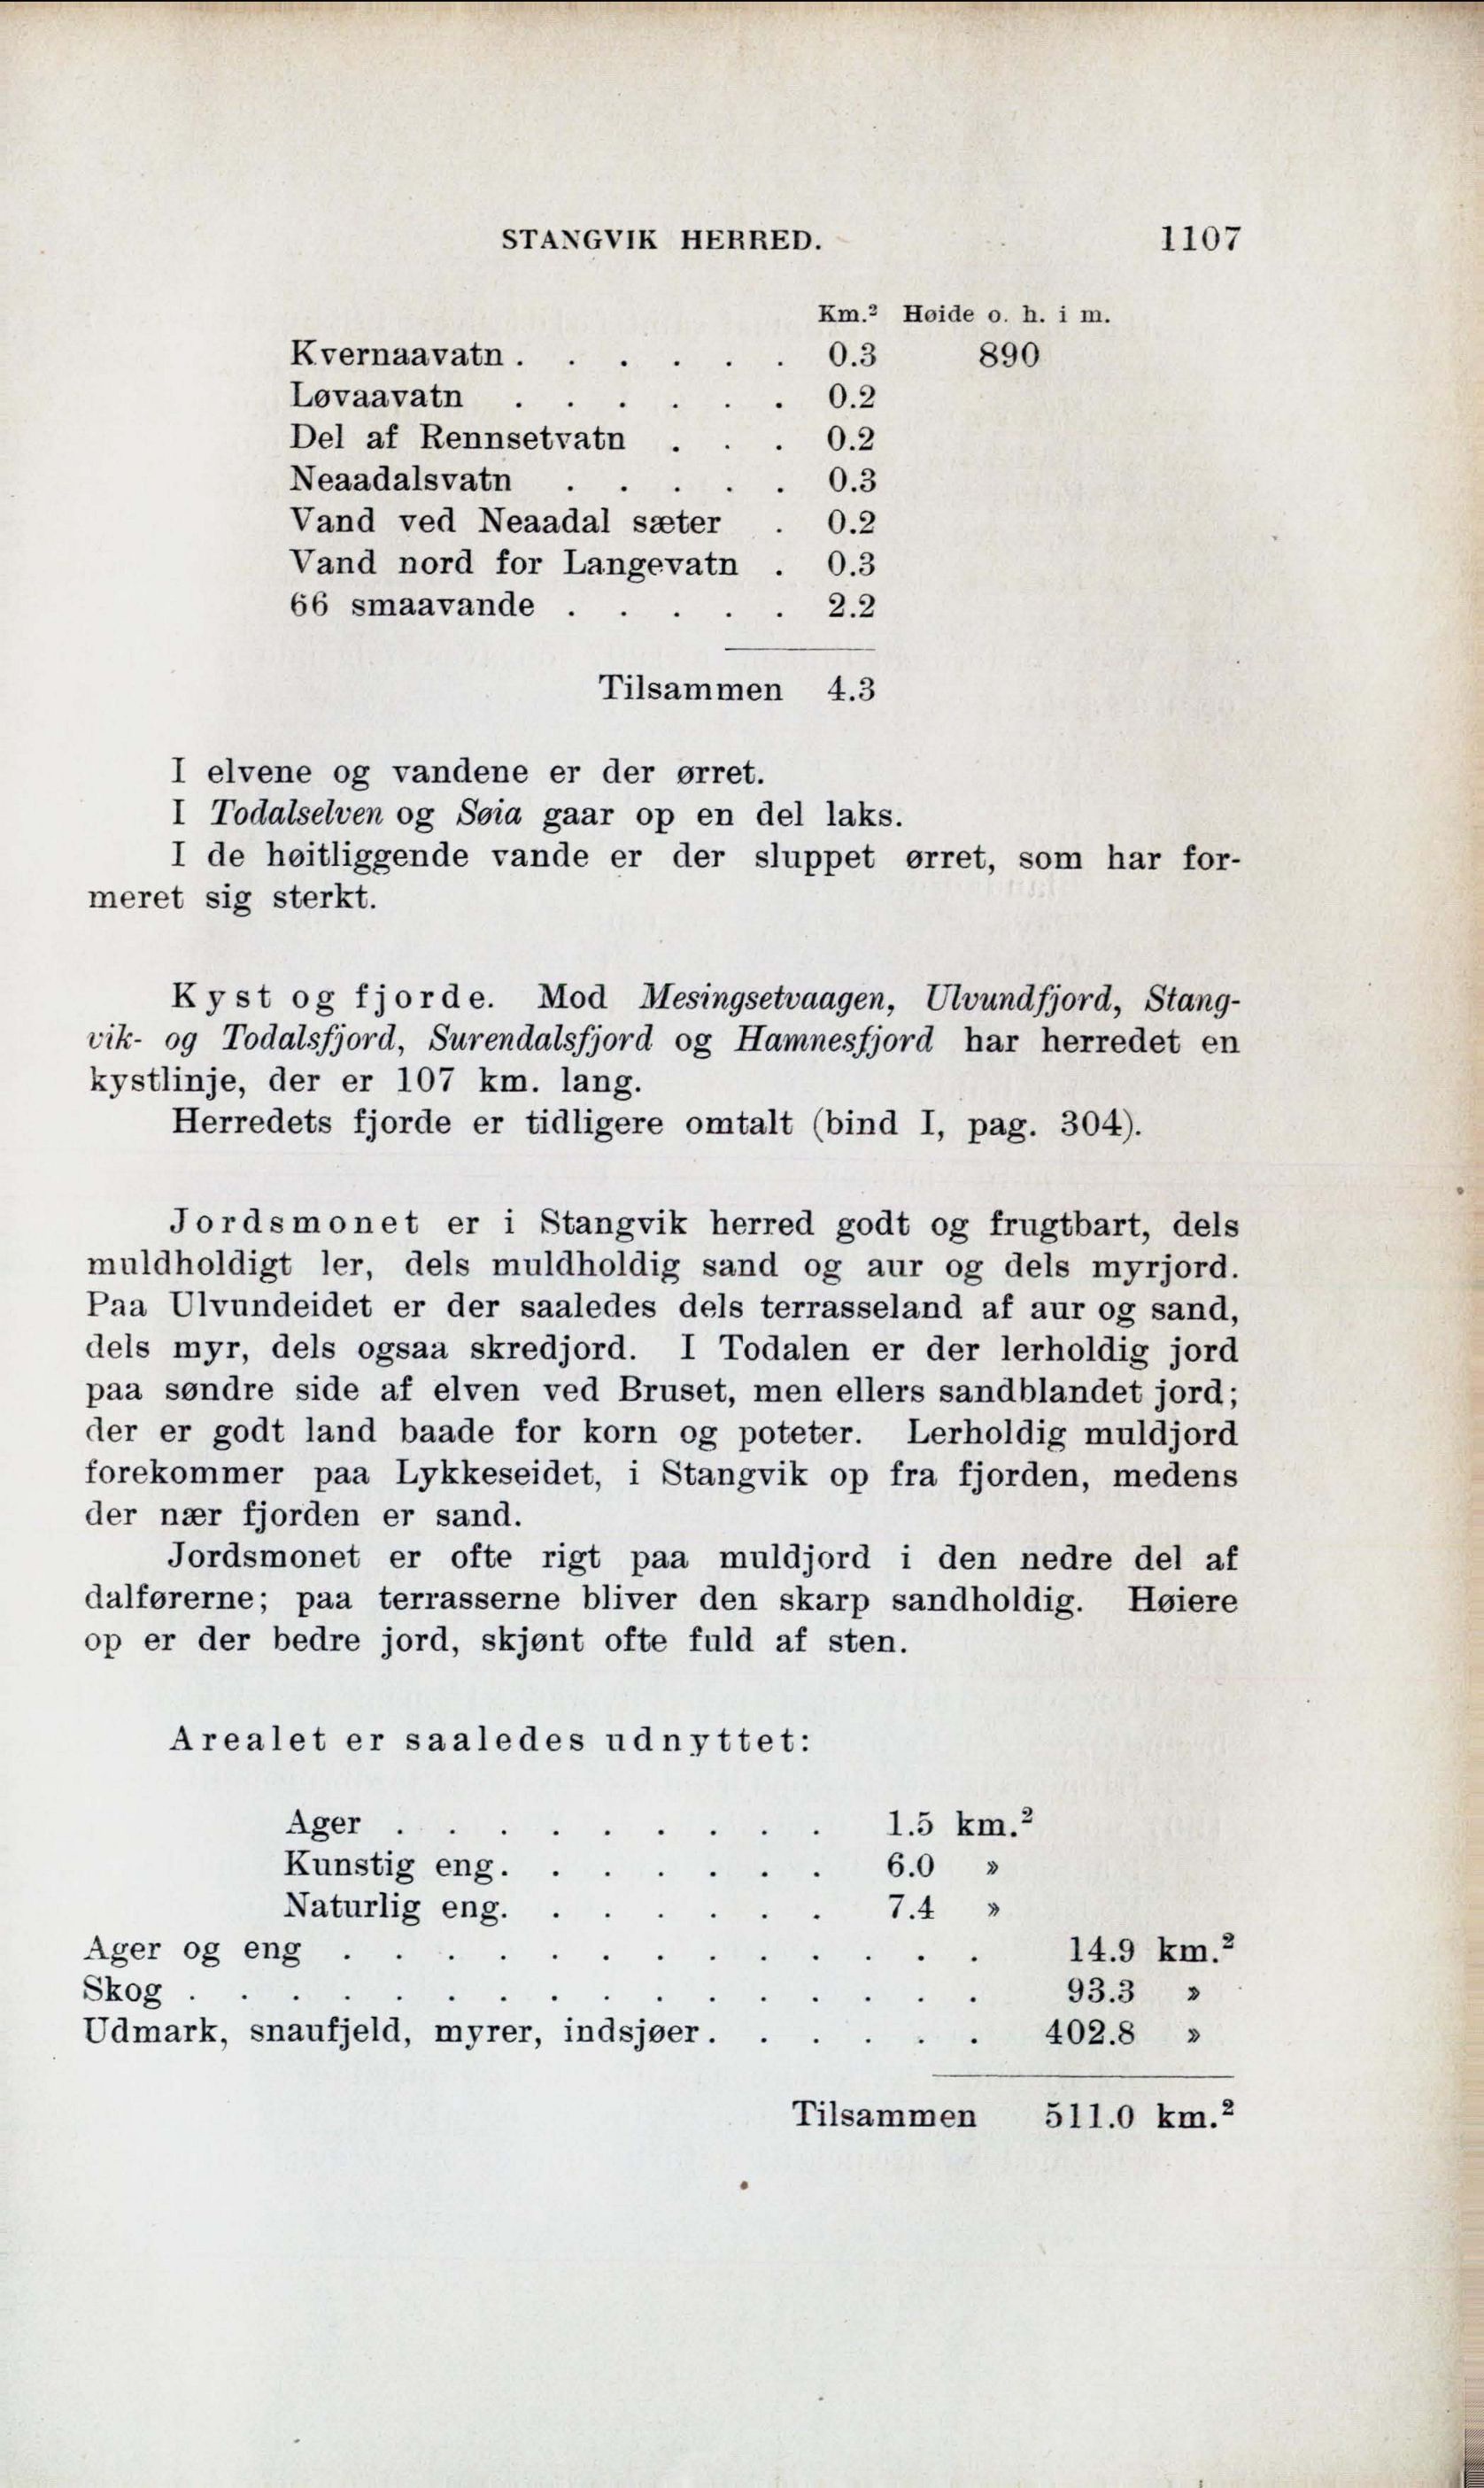 STANGVIK HERRED. 1107
Km.² Høide o. h. i m.
Kvernaavatn . . . . . . 0.3 890
Løvaavatn . . . . . . 0.2
Del af Rennsetvatn . . . 0.2
Neaadalsvatn . . . . . 0.3
Vand ved Neaadal sæter . 0.2
Vand nord for Langevatn . 0.3
66 smaavande . . . . . 2.2
Tilsammen 4.3
I elvene og vandene er der ørret.
I Todalselven og Søia gaar op en del laks.
I de høitliggende vande er der sluppet ørret, som har for-
meret sig sterkt.
Kyst og fjorde. Mod Mesingsetvaagen, Ulvundfjord, Stang-
vik- og Todalsfjord, Surendalsfjord og Hamnesfjord har herredet en
kystlinje, der er 107 km. lang.
Herredets fjorde er tidligere omtalt (bind I, pag. 304).
Jordsmonet er i Stangvik herred godt og frugtbart, dels
muldholdigt ler, dels muldholdig sand og aur og dels myrjord.
Paa Ulvundeidet er der saaledes dels terrasseland af aur og sand,
dels myr, dels ogsaa skredjord. I Todalen er der lerholdig jord
paa søndre side af elven ved Bruset, men ellers sandblandet jord;
der er godt land baade for korn og poteter. Lerholdig muldjord
forekommer paa Lykkeseidet, i Stangvik op fra fjorden, medens
der nær fjorden er sand.
Jordsmonet er ofte rigt paa muldjord i den nedre del af
dalførerne; paa terrasserne bliver den skarp sandholdig. Høiere
op er der bedre jord, skjønt ofte fuld af sten.
Arealet er saaledes udnyttet:
Ager . . . . . . . . . 1.5 km.²
Kunstig eng. . . . . . . 6.0 »
Naturlig eng. . . . . . . 7.4 »
Ager og eng . . . . . . . . . . . . . 14.9 km.²
Skog . . . . . . . . . . . . . . . . 93.3 »
Udmark, snaufjeld, myrer, indsjøer . . . . . . 402.8 »
Tilsammen 511.0 km.²